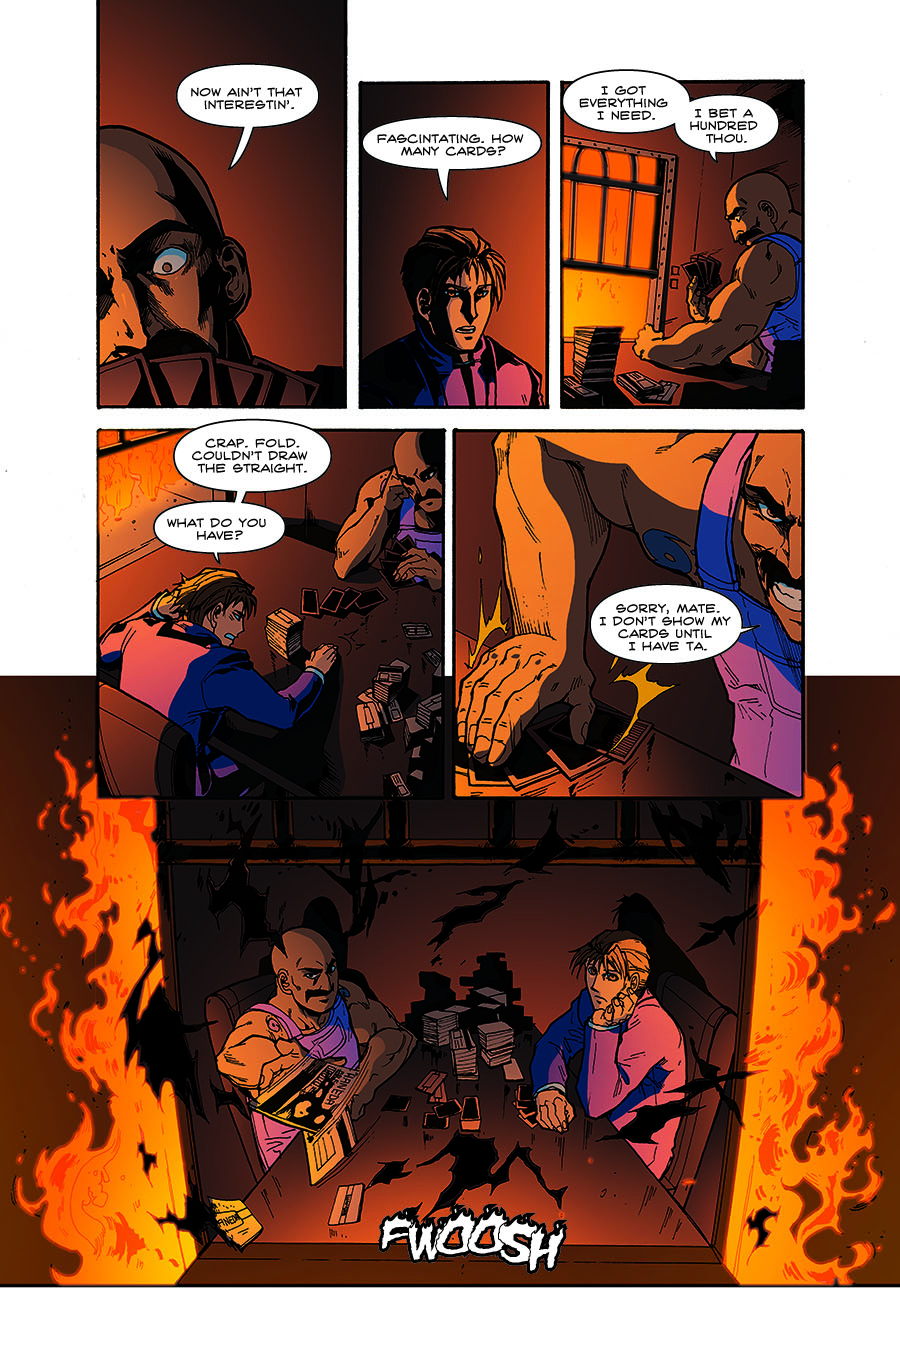 NOW AIN'T THAT
INTERESTIN'.
FASCINTATING. HOW
MANY CARDS?
I GOT
EVERYTHING
I NEED.
I BET A
HUNDRED
THOU.
CRAP. FOLD.
COULDN'T DRAW
THE STRAIGHT.
WHAT DO YOU
HAVE?
SORRY, MATE.
I DON'T SHOW MY
CARDS UNTIL
I HAVE TA.
FWOOSH